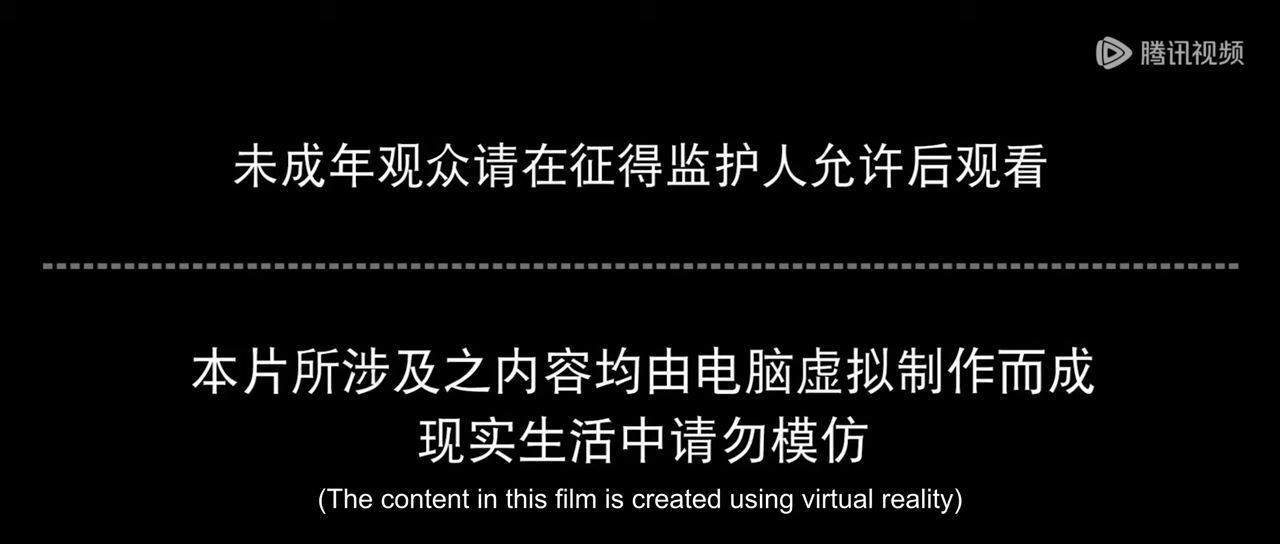 腾讯视频
未成年观众请在征得监护人允许后观看
本片所涉及之内容均由电脑虚拟制作而成
现实生活中请勿模仿
(The content in this film is created using virtual reality)